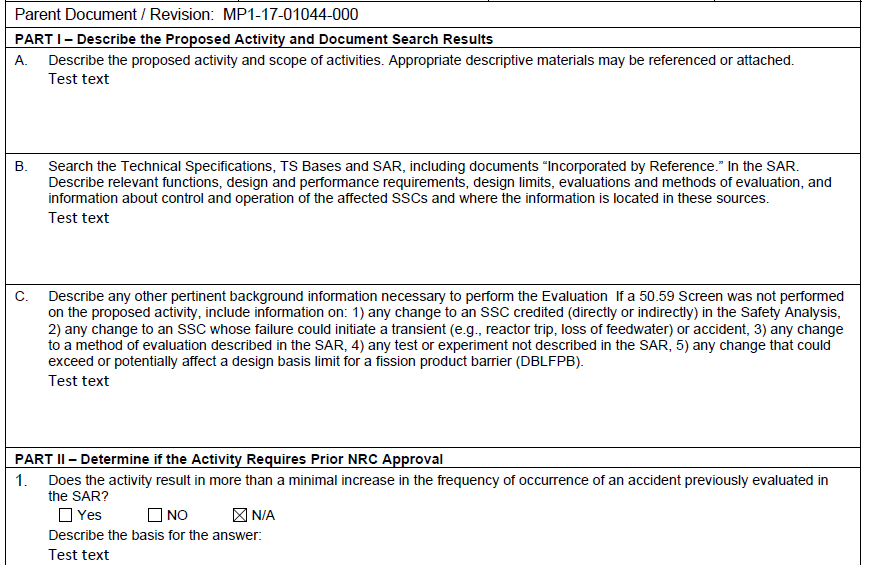 Parent Document / Revision: MP1-17-01044-000
PART I – Describe the Proposed Activity and Document Search Results
A. Describe the proposed activity and scope of activities. Appropriate descriptive materials may be referenced or attached.
Test text
B. Search the Technical Specifications, TS Bases and SAR, including documents “Incorporated by Reference.” In the SAR.
Describe relevant functions, design and performance requirements, design limits, evaluations and methods of evaluation, and
information about control and operation of the affected SSCs and where the information is located in these sources.
Test text
C. Describe any other pertinent background information necessary to perform the Evaluation If a 50.59 Screen was not performed
on the proposed activity, include information on: 1) any change to an SSC credited (directly or indirectly) in the Safety Analysis,
2) any change to an SSC whose failure could initiate a transient (e.g., reactor trip, loss of feedwater) or accident, 3) any change
to a method of evaluation described in the SAR, 4) any test or experiment not described in the SAR, 5) any change that could
exceed or potentially affect a design basis limit for a fission product barrier (DBLFPB).
Test text
PART II – Determine if the Activity Requires Prior NRC Approval
1. Does the activity result in more than a minimal increase in the frequency of occurrence of an accident previously evaluated in
the SAR?
☐ Yes ☐ NO ☒ N/A
Describe the basis for the answer:
Test text